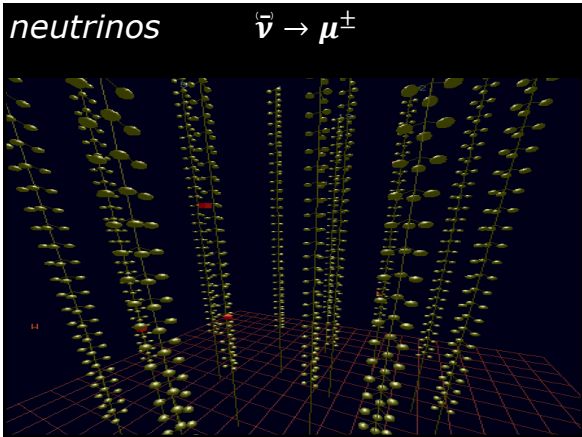 neutrinos (ν̄) → μ±